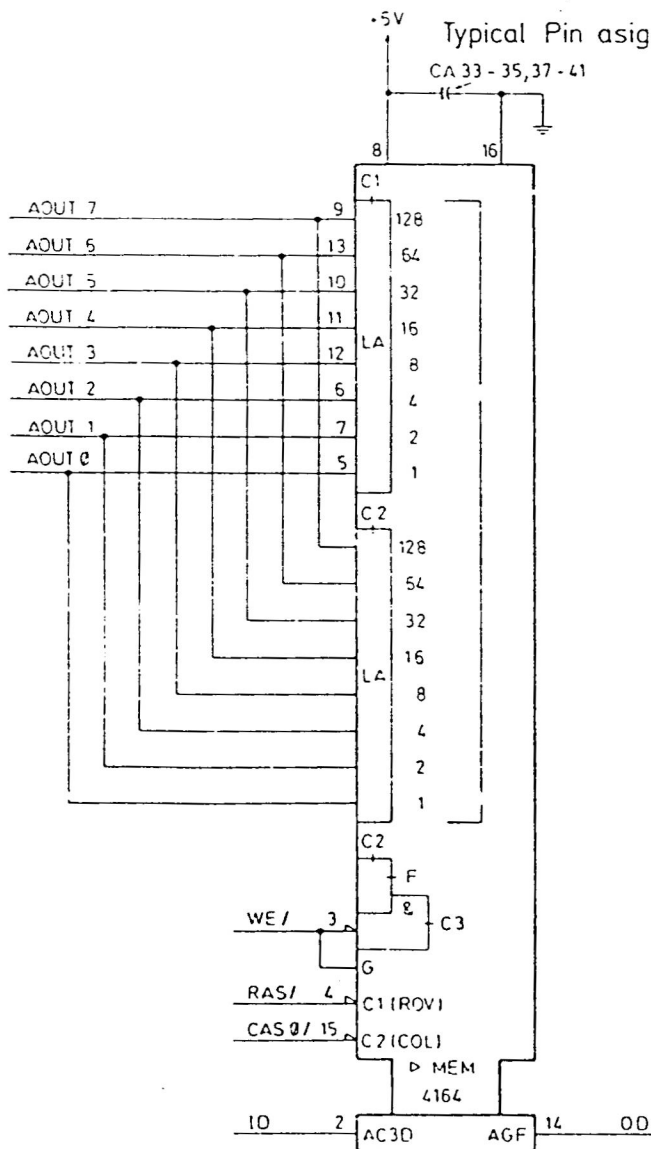 +5V
Typical Pin asig
CA 33 - 35, 37 - 41
8 16
C1
AOUT 7 9 128
AOUT 6 13 64
AOUT 5 10 32
AOUT 4 11 16
LA
AOUT 3 12 8
AOUT 2 6 4
AOUT 1 7 2
AOUT 0 5 1
C2
128
64
32
16
LA
8
4
2
1
C2
F
&
WE/ 3 C3
G
RAS/ 4 C1 (ROW)
CAS0/ 15 C2 (COL)
▷ MEM
4164
ID 2 AC3D AGF 14 OD